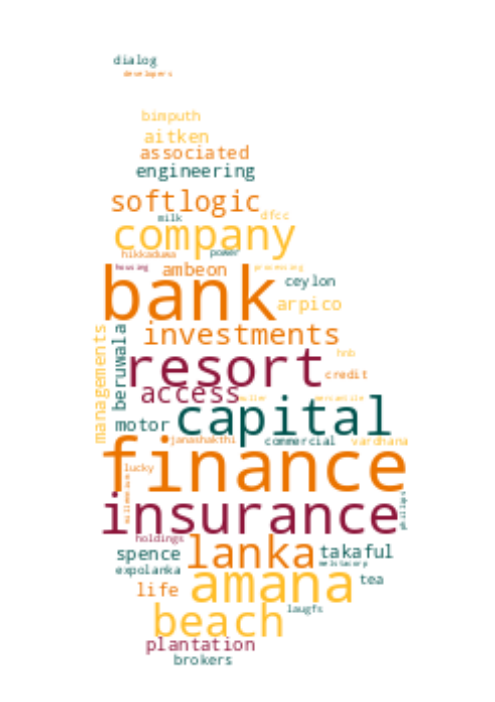 dialog
developers
bimputh
aitken
associated
engineering
softlogic
milk dfcc
company
hikkaduwa power
housing ambeon processing
bank ceylon
arpico
managements beruwala investments
hnb
resort credit
access waller mercantile
motor capital
janashakthi commercial vardhana
finance
lucky
insurance phillips
holdings
spence lanka takaful
expolanka melstacorp
life amana tea
beach laugfs
plantation
brokers